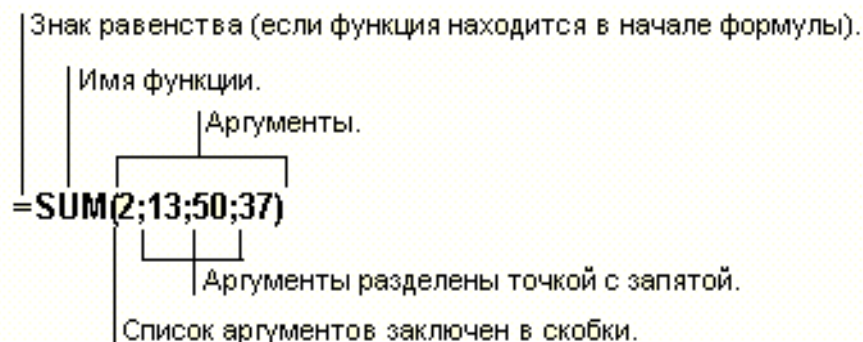 Знак равенства (если функция находится в начале формулы).
Имя функции.
Аргументы.
=SUM(2;13;50;37)
Аргументы разделены точкой с запятой.
Список аргументов заключен в скобки.